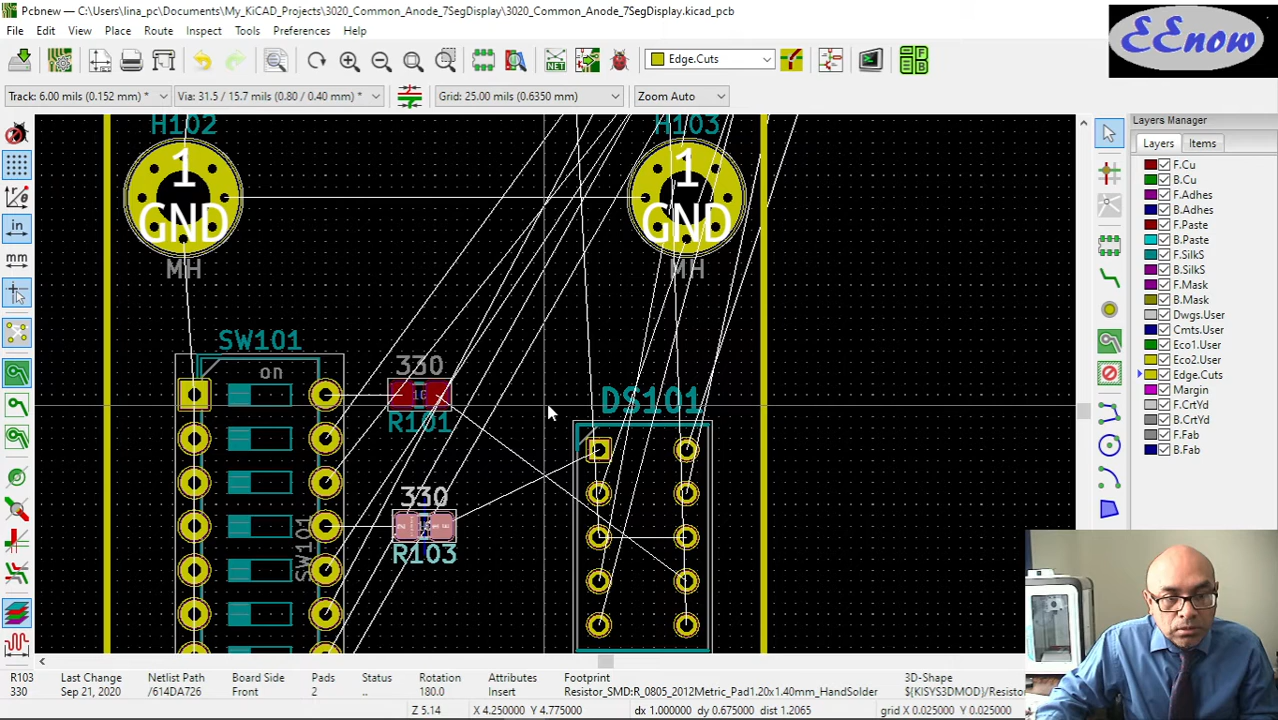 C:\Users\lina_pc\Documents\My_KiCAD_Projects\3020_Common_Anode_7SegDisplay\3020_Common_Anode_7SegDisplay.kicad_pcb
Pcbnew —
EEnow
File Edit View Place Route Inspect Tools Preferences Help
NET
Edge.Cuts
F
B
Track: 6.00 mils (0.152 mm) *
Via: 31.5 / 15.7 mils (0.80 / 0.40 mm) *
Grid: 25.00 mils (0.6350 mm)
Zoom Auto
Layers Manager
Layers Items
F.Cu
B.Cu
F.Adhes
B.Adhes
F.Paste
B.Paste
F.SilkS
B.SilkS
F.Mask
B.Mask
Dwgs.User
Cmts.User
Eco1.User
Eco2.User
Edge.Cuts
Margin
F.CrtYd
B.CrtYd
F.Fab
B.Fab
in
mm
H102
1
GND
MH
H103
1
GND
MH
SW101
on
SW101
330
R101
330
R103
DS101
R103
330
Last Change
Sep 21, 2020
Netlist Path
/614DA726
Board Side
Front
Pads
2
Status
..
Rotation
180.0
Attributes
Insert
Footprint
Resistor_SMD:R_0805_2012Metric_Pad1.20x1.40mm_HandSolder
3D-Shape
${KISYS3DMOD}/Resisto
Z 5.14
X 4.250000 Y 4.775000
dx 1.000000 dy 0.675000 dist 1.2065
grid X 0.025000 Y 0.025000